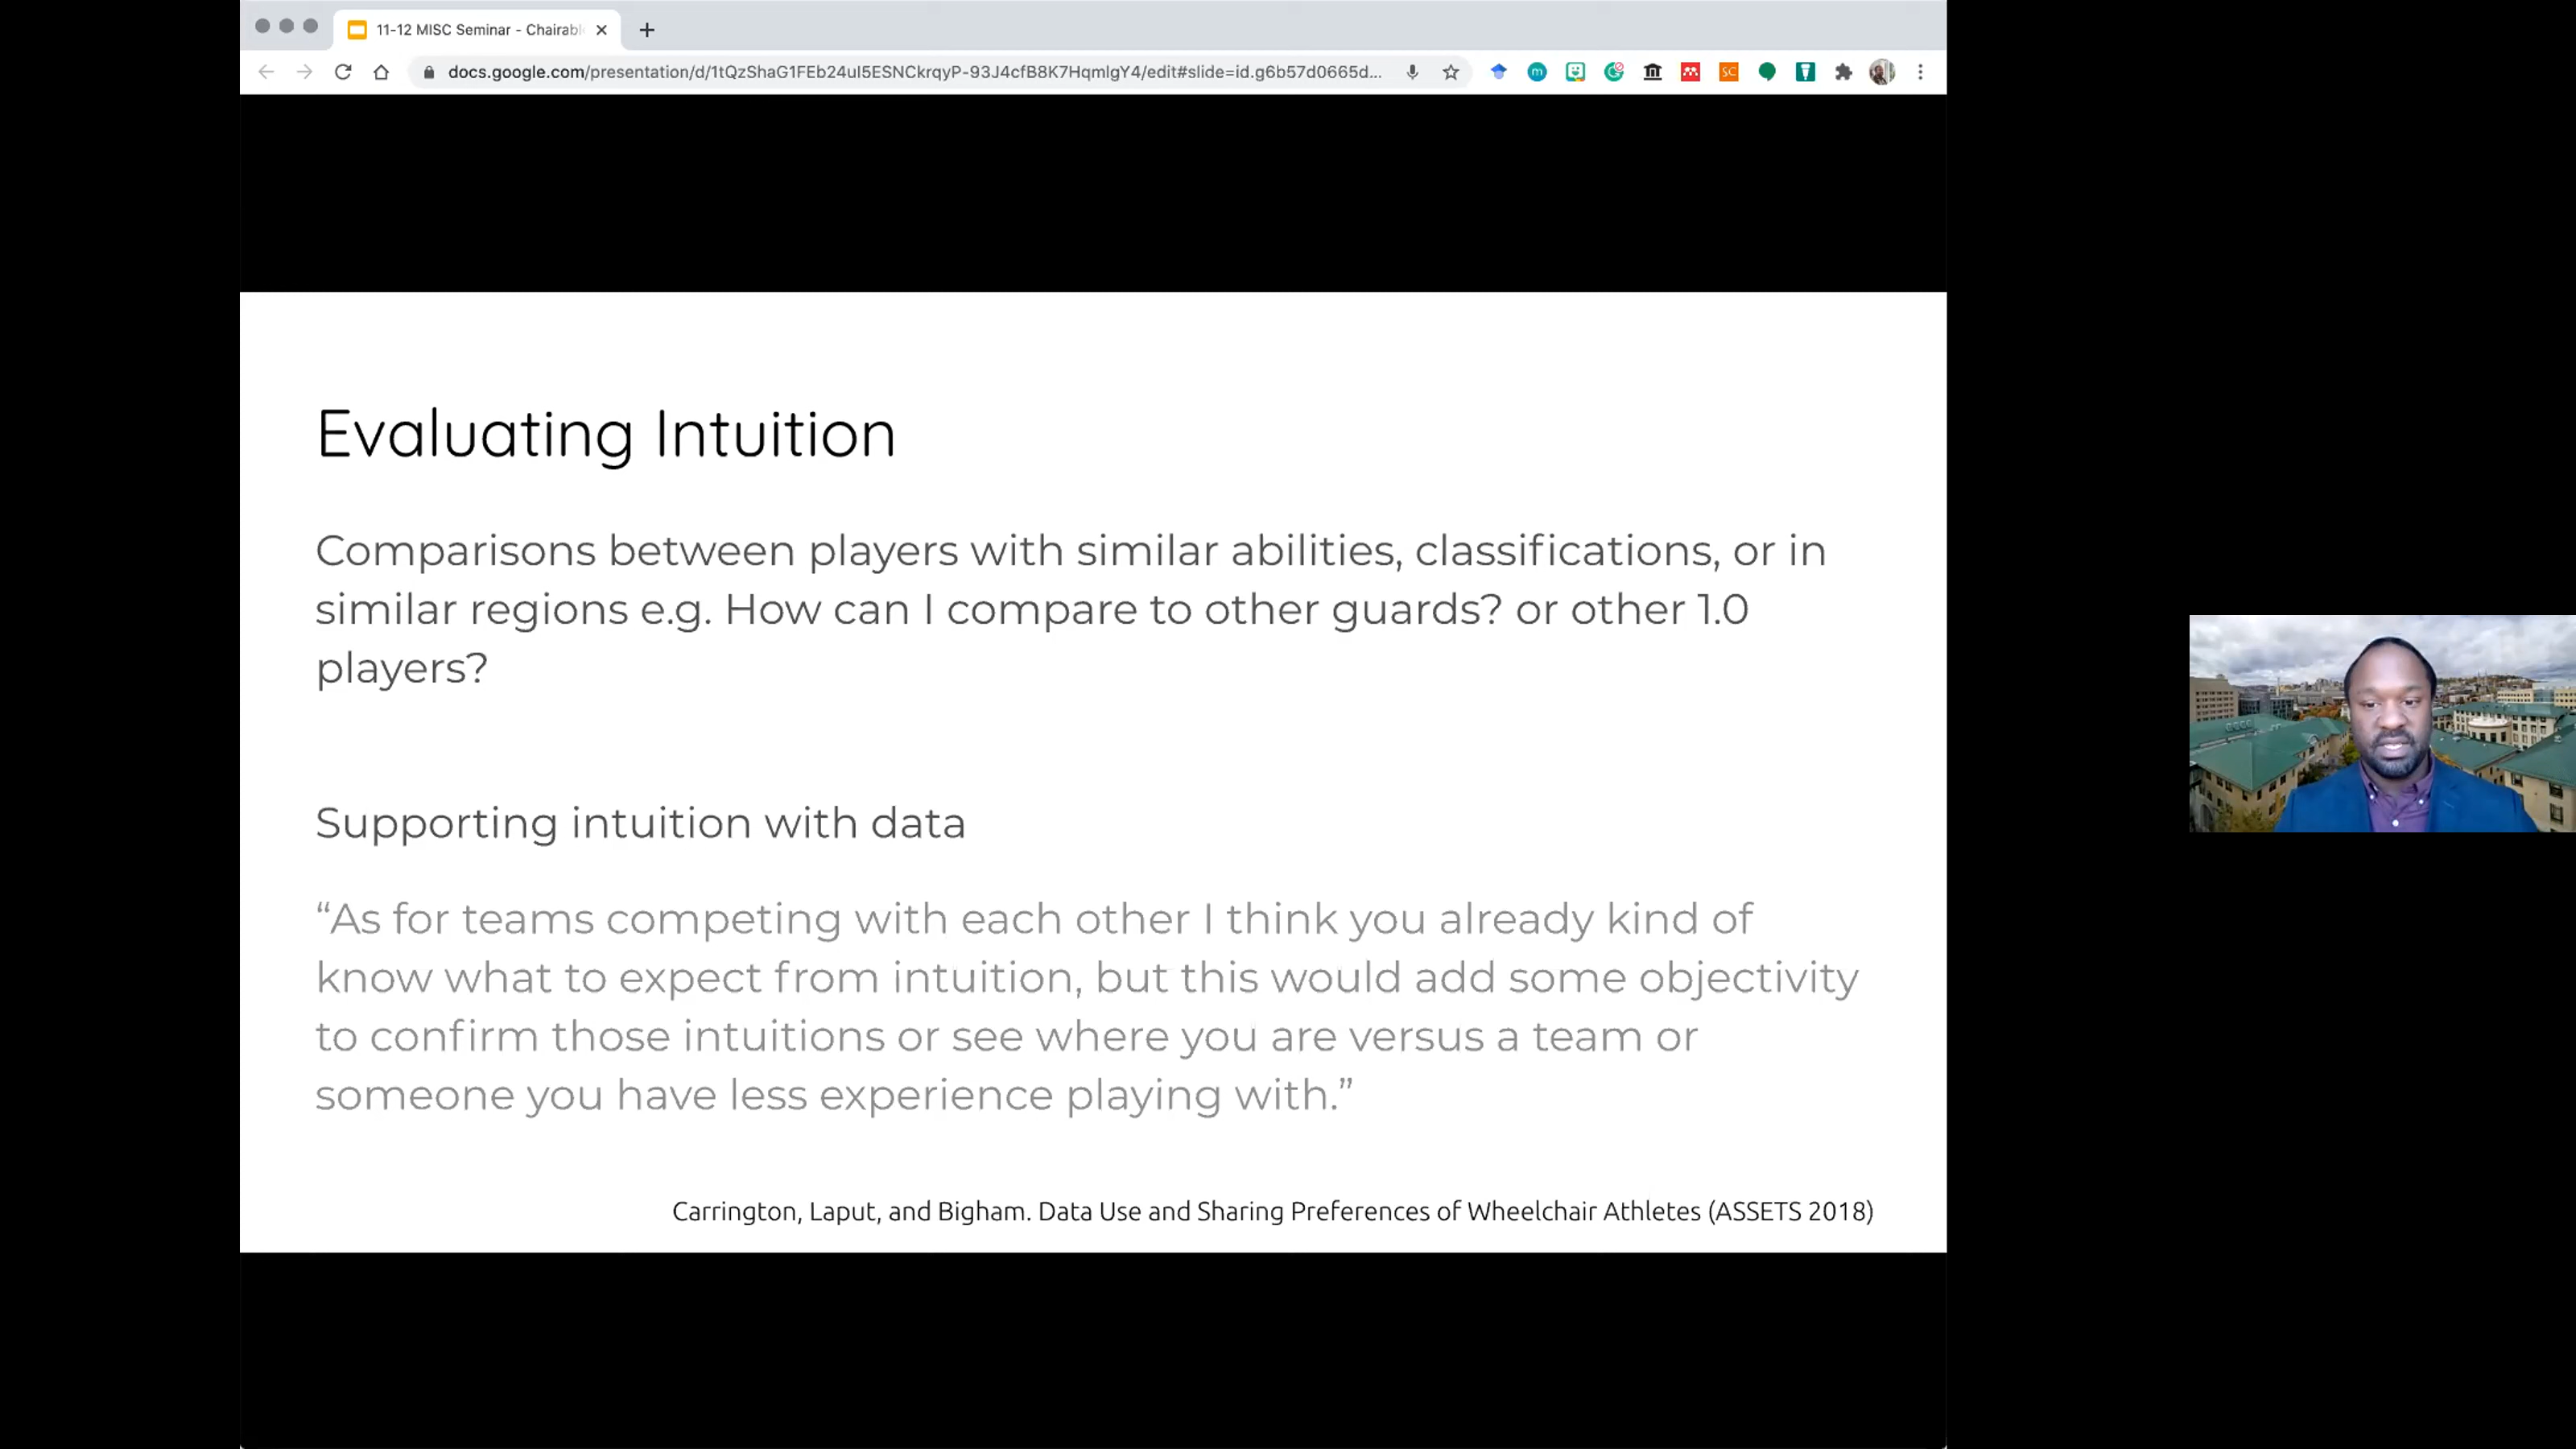 11-12 MISC Seminar - Chairabl
docs.google.com/presentation/d/1tQzShaG1FEb24uI5ESNCkrqyP-93J4cfB8K7HqmlgY4/edit#slide=id.g6b57d0665d...
m
SC
Evaluating Intuition
Comparisons between players with similar abilities, classifications, or in
similar regions e.g. How can I compare to other guards? or other 1.0
players?
Supporting intuition with data
“As for teams competing with each other I think you already kind of
know what to expect from intuition, but this would add some objectivity
to confirm those intuitions or see where you are versus a team or
someone you have less experience playing with.”
Carrington, Laput, and Bigham. Data Use and Sharing Preferences of Wheelchair Athletes (ASSETS 2018)